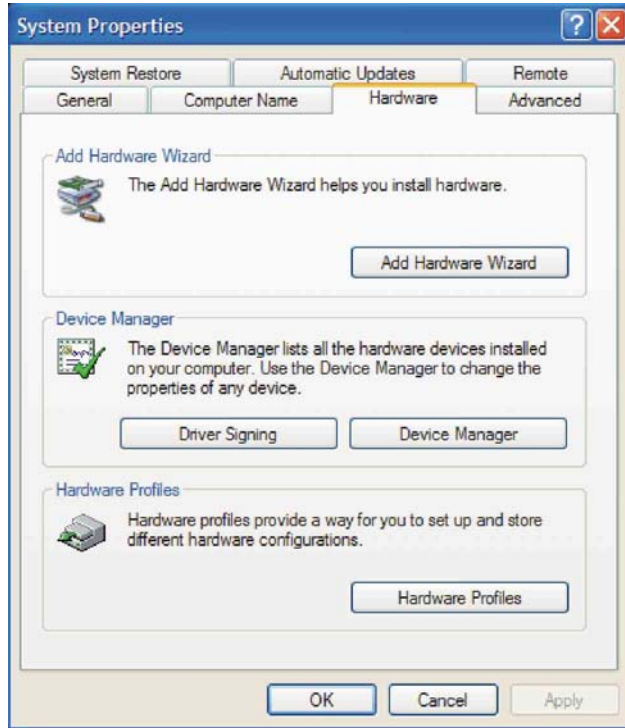 System Properties
?
System Restore
Automatic Updates
Remote
General
Computer Name
Hardware
Advanced
Add Hardware Wizard
The Add Hardware Wizard helps you install hardware.
Add Hardware Wizard
Device Manager
The Device Manager lists all the hardware devices installed
on your computer. Use the Device Manager to change the
properties of any device.
Driver Signing
Device Manager
Hardware Profiles
Hardware profiles provide a way for you to set up and store
different hardware configurations.
Hardware Profiles
OK
Cancel
Apply